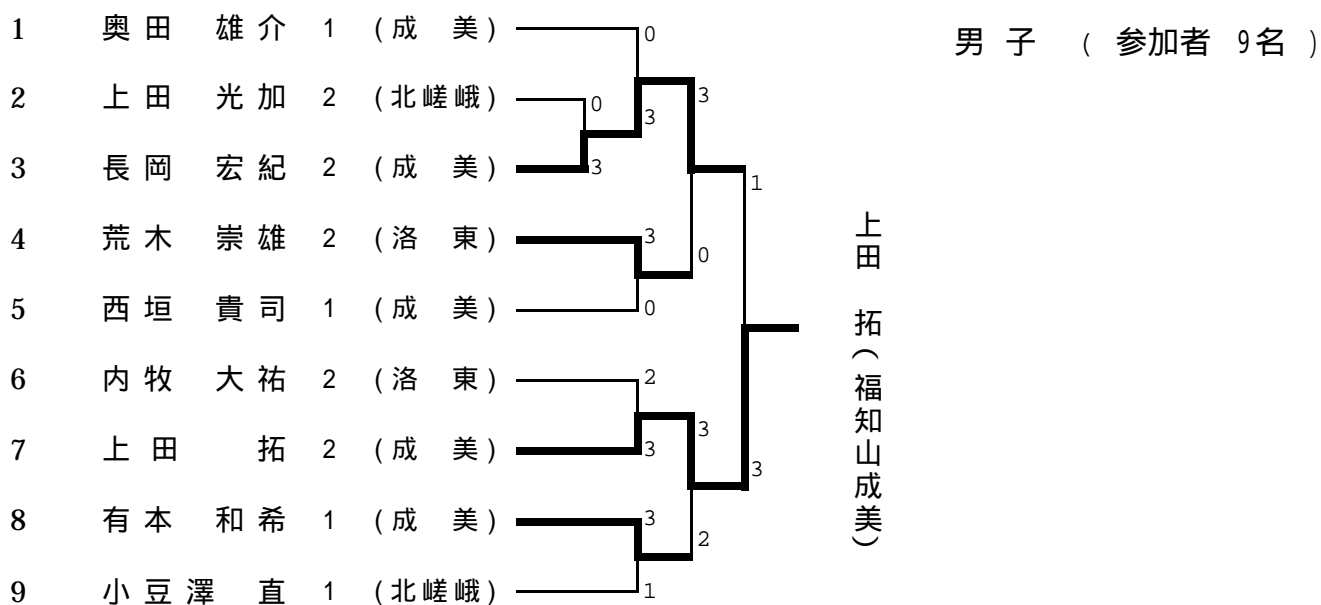 男子 (参加者 9名)
1 奥田 雄介 1 (成 美)
0
2 上田 光加 2 (北嵯峨)
0
3
3
3 長岡 宏紀 2 (成 美)
3
1
4 荒木 崇雄 2 (洛 東)
3
0
5 西垣 貴司 1 (成 美)
0
6 内牧 大祐 2 (洛 東)
2
3
7 上田 拓 2 (成 美)
3
3
8 有本 和希 1 (成 美)
3
2
9 小豆澤 直 1 (北嵯峨)
1
上田 拓(福知山成美)